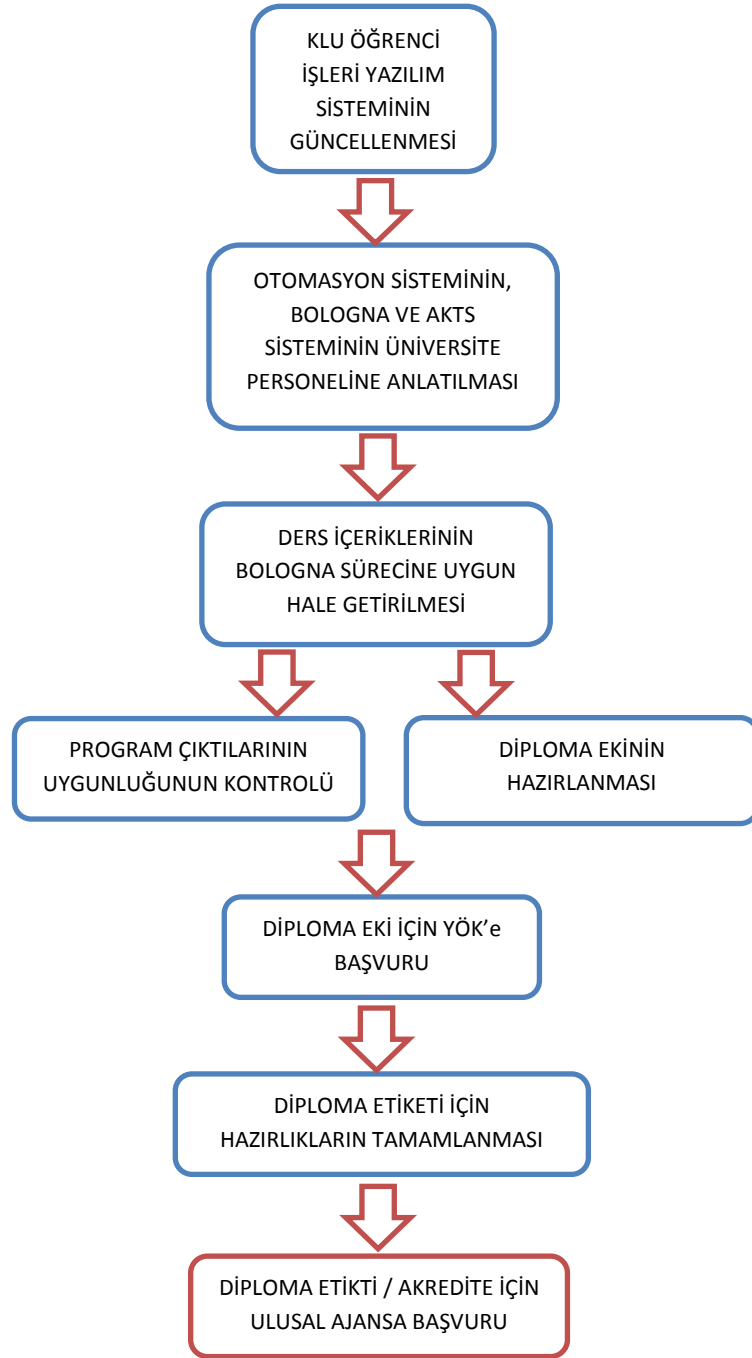 KLU ÖĞRENCİ
İŞLERİ YAZILIM
SİSTEMİNİN
GÜNCELLENMESİ
OTOMASYON SİSTEMİNİN,
BOLOGNA VE AKTS
SİSTEMİNİN ÜNİVERSİTE
PERSONELİNE ANLATILMASI
DERS İÇERİKLERİNİN
BOLOGNA SÜRECİNE UYGUN
HALE GETİRİLMESİ
PROGRAM ÇIKTILARININ
UYGUNLUĞUNUN KONTROLÜ
DİPLOMA EKİNİN
HAZIRLANMASI
DİPLOMA EKİ İÇİN YÖK’e
BAŞVURU
DİPLOMA ETİKETİ İÇİN
HAZIRLIKLARIN TAMAMLANMASI
DİPLOMA ETİKTİ / AKREDİTE İÇİN
ULUSAL AJANSA BAŞVURU